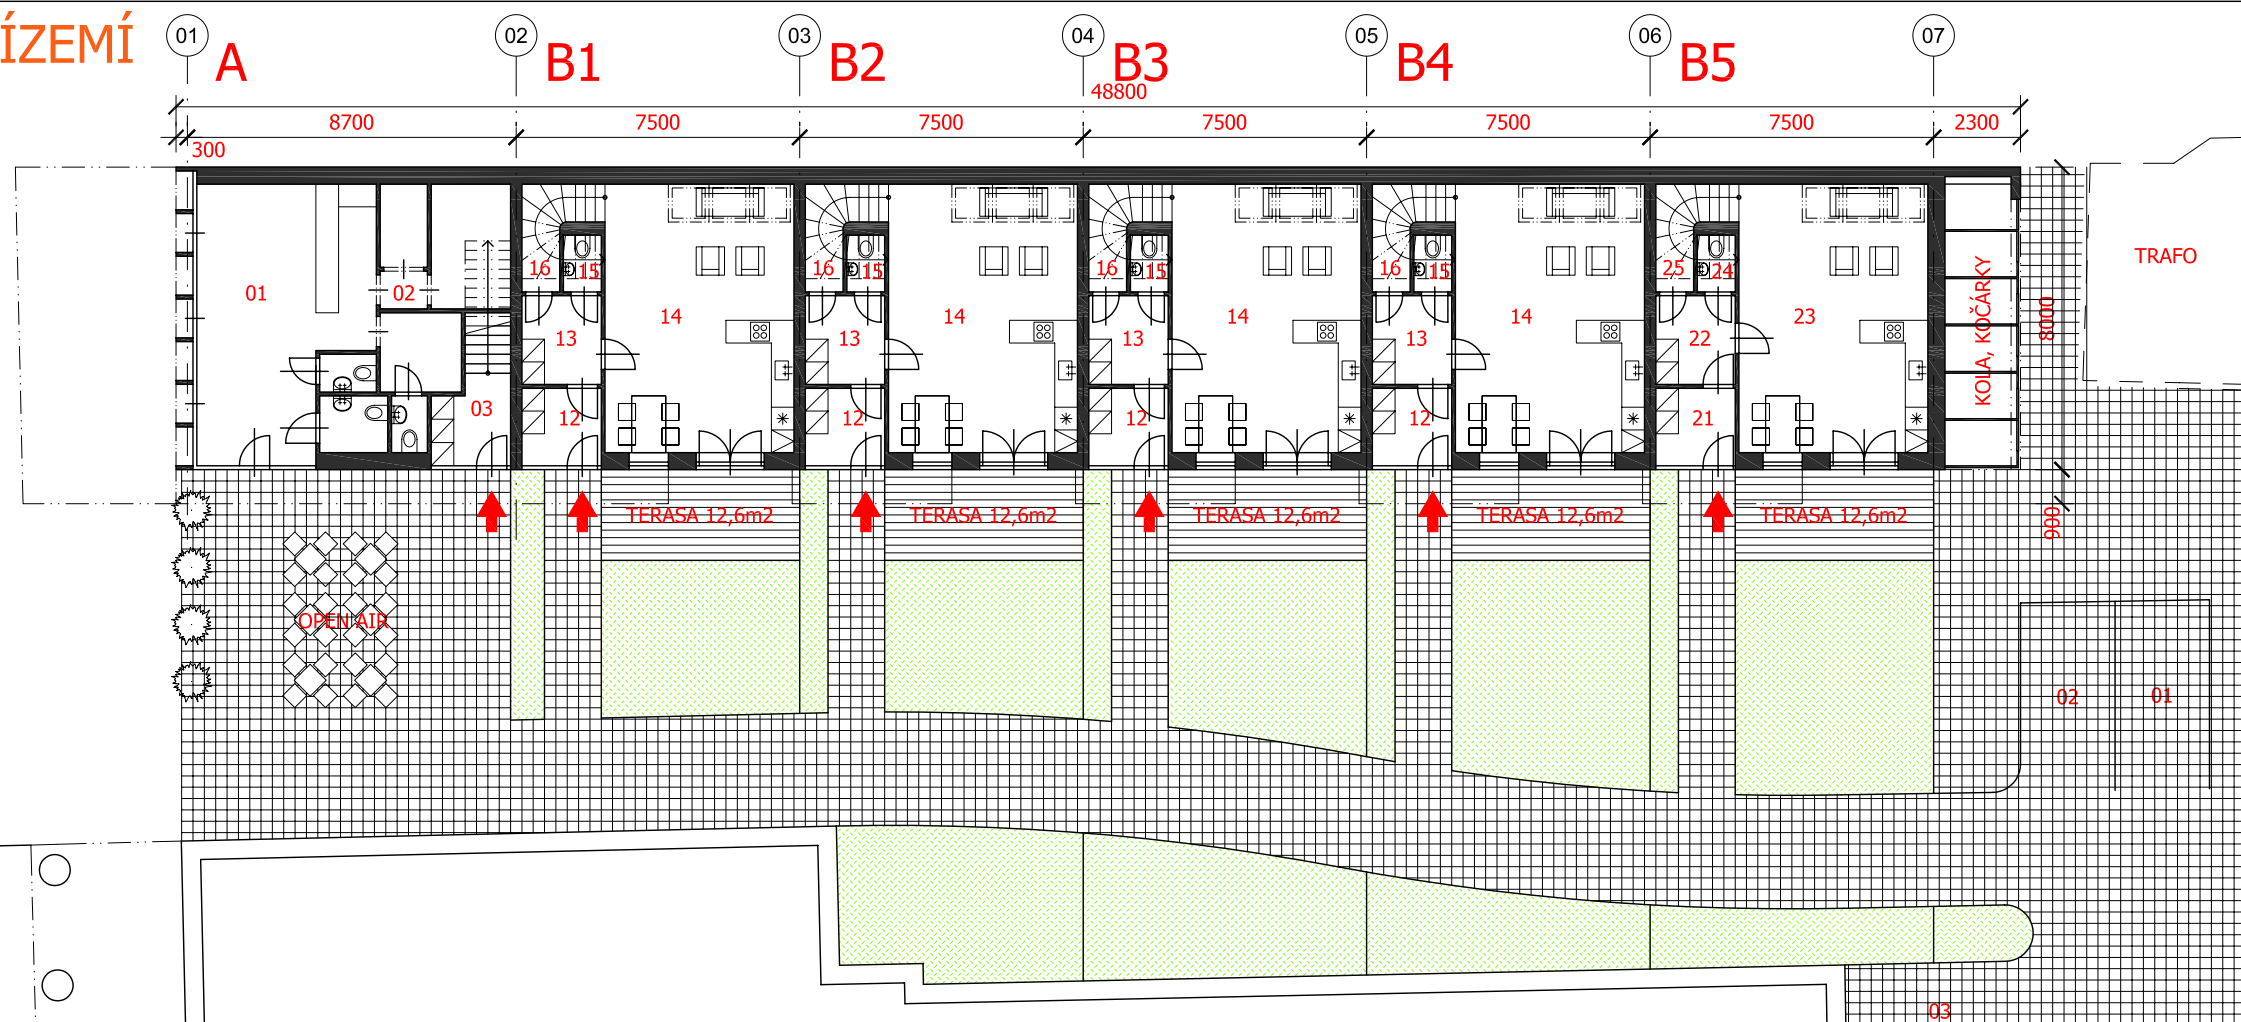 ÍZEMÍ
01 02 03 04 05 06 07
A B1 B2 B3 B4 B5
48800
8700 7500 7500 7500 7500 7500 2300
300
TRAFO
16 15 16 15 16 15 16 15 25 24
01 02
KOLA, KOČÁRKY
8000
14 14 14 14 23
13 13 13 13 22
03
12 12 12 12 21
TERASA 12,6m2 TERASA 12,6m2 TERASA 12,6m2 TERASA 12,6m2 TERASA 12,6m2
900
OPEN AIR
02 01
03